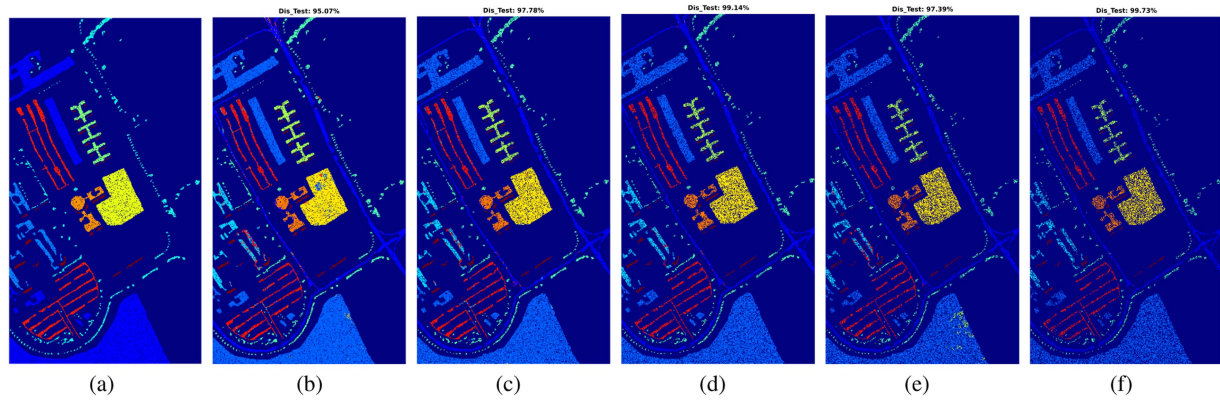 Dis_Test: 95.07%
Dis_Test: 97.78%
Dis_Test: 99.14%
Dis_Test: 97.39%
Dis_Test: 99.73%
(a)
(b)
(c)
(d)
(e)
(f)